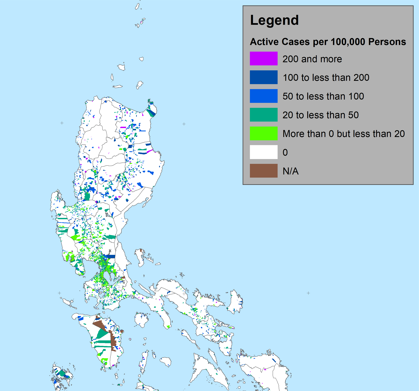 Legend
Active Cases per 100,000 Persons
200 and more
100 to less than 200
50 to less than 100
20 to less than 50
More than 0 but less than 20
0
N/A